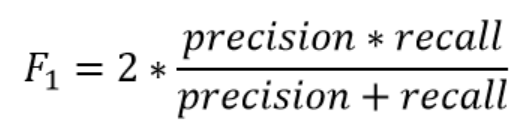 F₁ = 2 * precision * recall / precision + recall